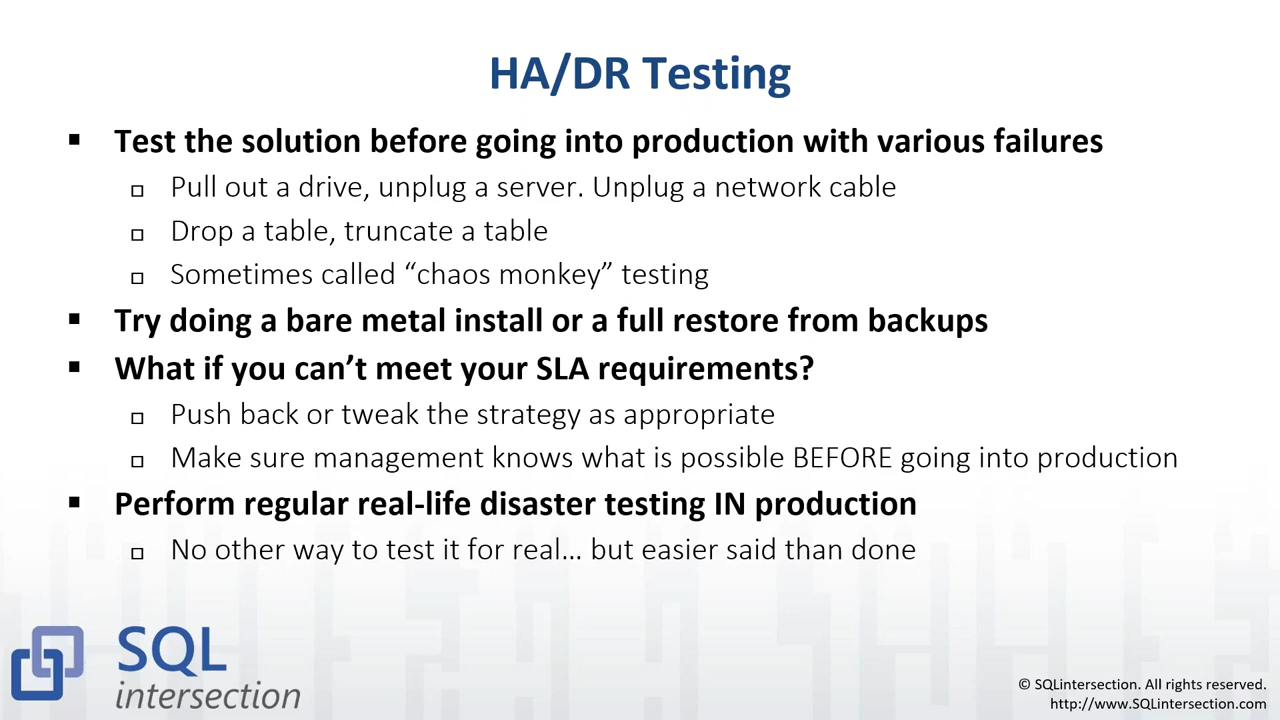 HA/DR Testing
▪ Test the solution before going into production with various failures
▫ Pull out a drive, unplug a server. Unplug a network cable
▫ Drop a table, truncate a table
▫ Sometimes called “chaos monkey” testing
▪ Try doing a bare metal install or a full restore from backups
▪ What if you can’t meet your SLA requirements?
▫ Push back or tweak the strategy as appropriate
▫ Make sure management knows what is possible BEFORE going into production
▪ Perform regular real-life disaster testing IN production
▫ No other way to test it for real… but easier said than done
SQL
intersection
© SQLintersection. All rights reserved.
http://www.SQLintersection.com